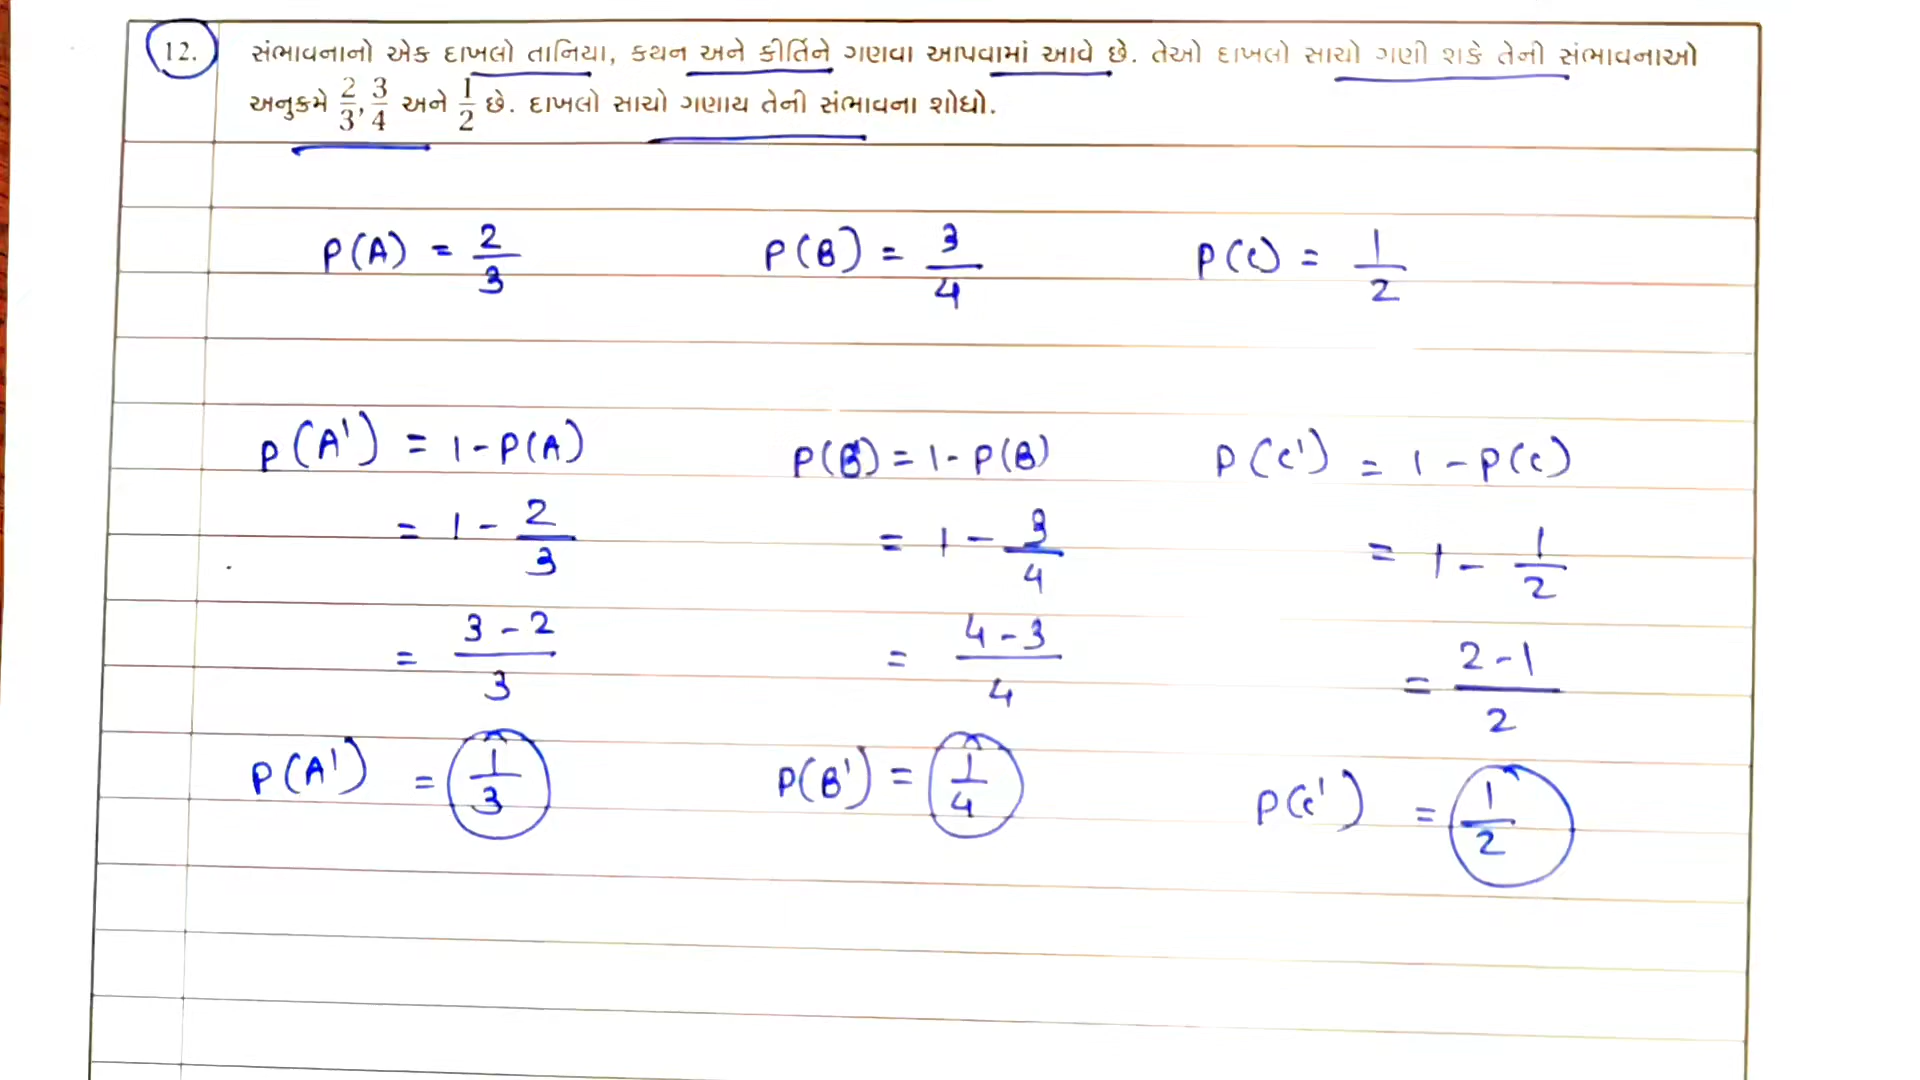 12. સંભાવનાનો એક દાખલો તાનિયા, કથન અને કીર્તિને ગણવા આપવામાં આવે છે. તેઓ દાખલો સાચો ગણી શકે તેની સંભાવનાઓ
અનુક્રમે 2/3, 3/4 અને 1/2 છે. દાખલો સાચો ગણાય તેની સંભાવના શોધો.
P(A) = 2/3 P(B) = 3/4 P(C) = 1/2
P(A') = 1-P(A) P(B') = 1-P(B) P(C') = 1-P(C)
= 1 - 2/3 = 1 - 3/4 = 1 - 1/2
= 3-2/3 = 4-3/4 = 2-1/2
P(A') = 1/3 P(B') = 1/4 P(C') = 1/2